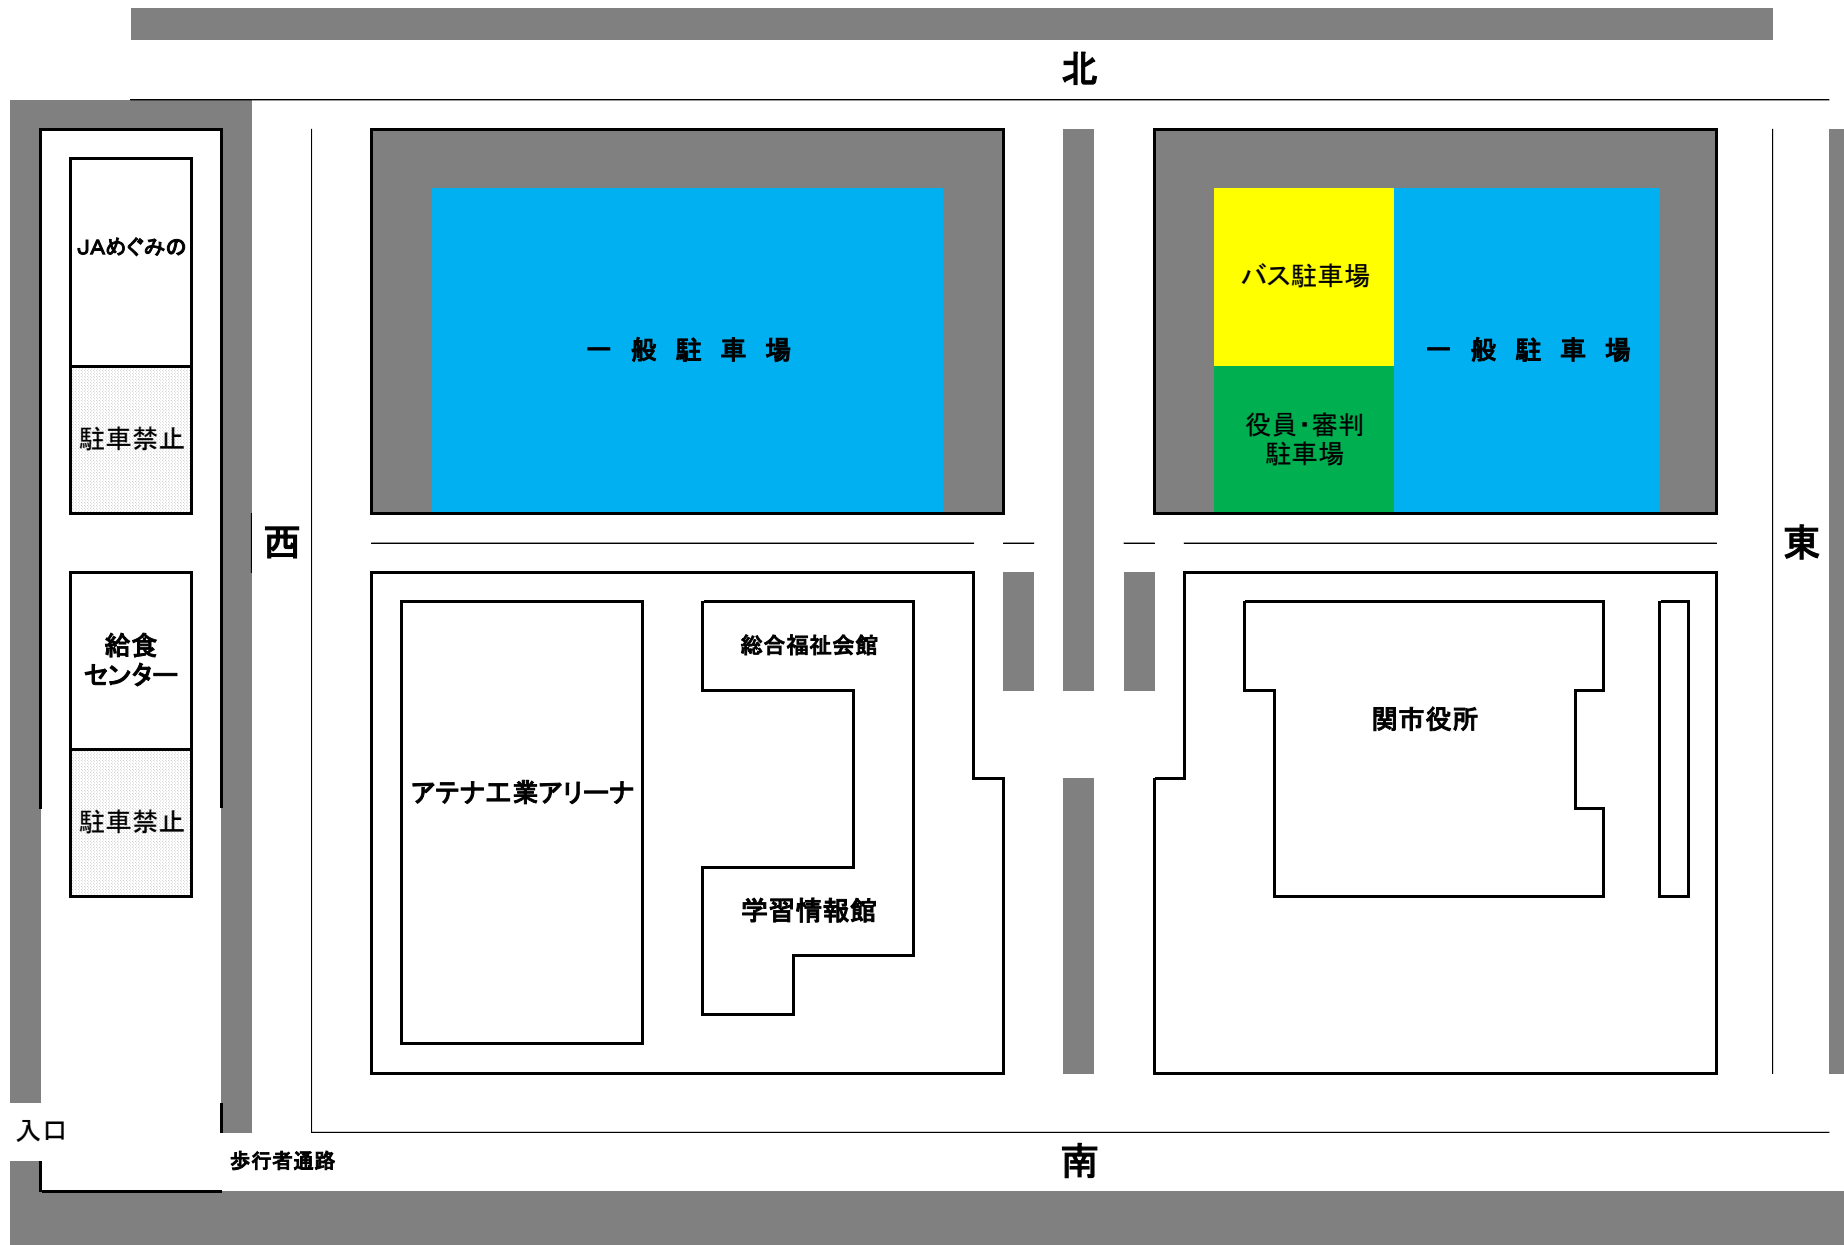 北
JAめぐみの
バス駐車場
一般駐車場
一般駐車場
役員・審判
駐車場
駐車禁止
西
東
給食
センター
総合福祉会館
関市役所
アテナ工業アリーナ
駐車禁止
学習情報館
入口
歩行者通路
南